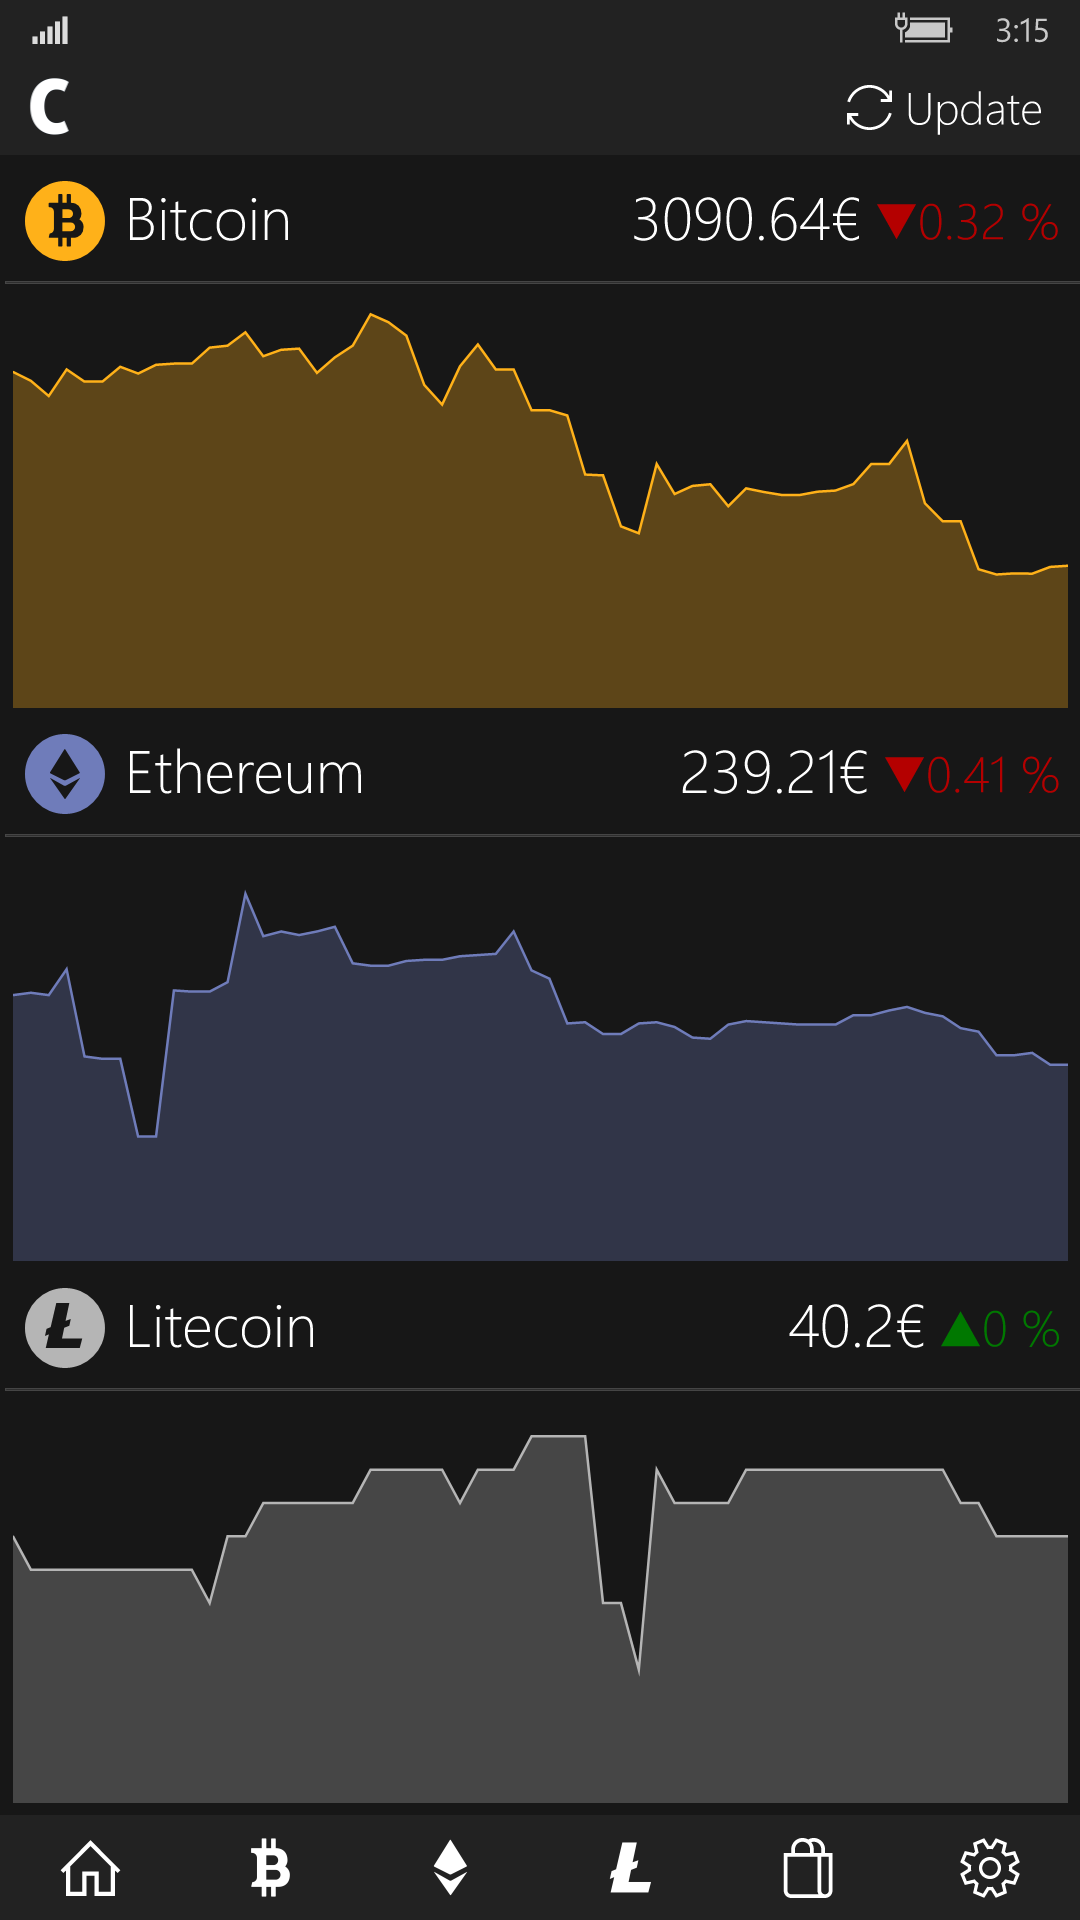 3:15
C Update
Bitcoin 3090.64€ ▼0.32 %
Ethereum 239.21€ ▼0.41 %
Litecoin 40.2€ ▲0 %